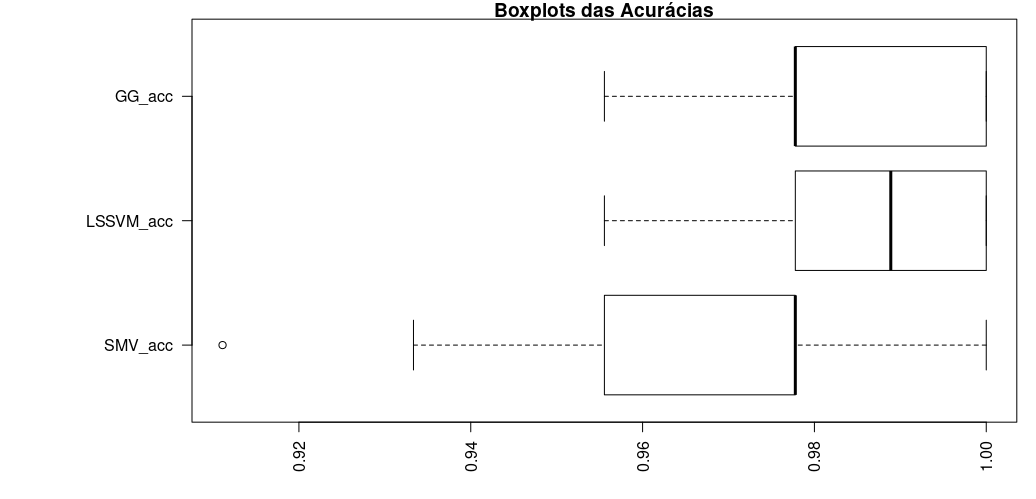 Boxplots das Acurácias
GG_acc
LSSVM_acc
SMV_acc
0.92
0.94
0.96
0.98
1.00